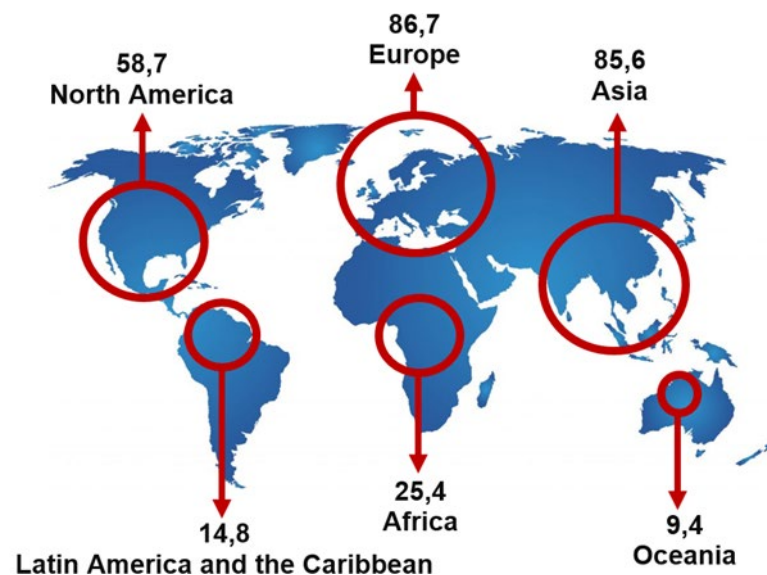 86,7
Europe
58,7
North America
85,6
Asia
25,4
Africa
14,8
Latin America and the Caribbean
9,4
Oceania